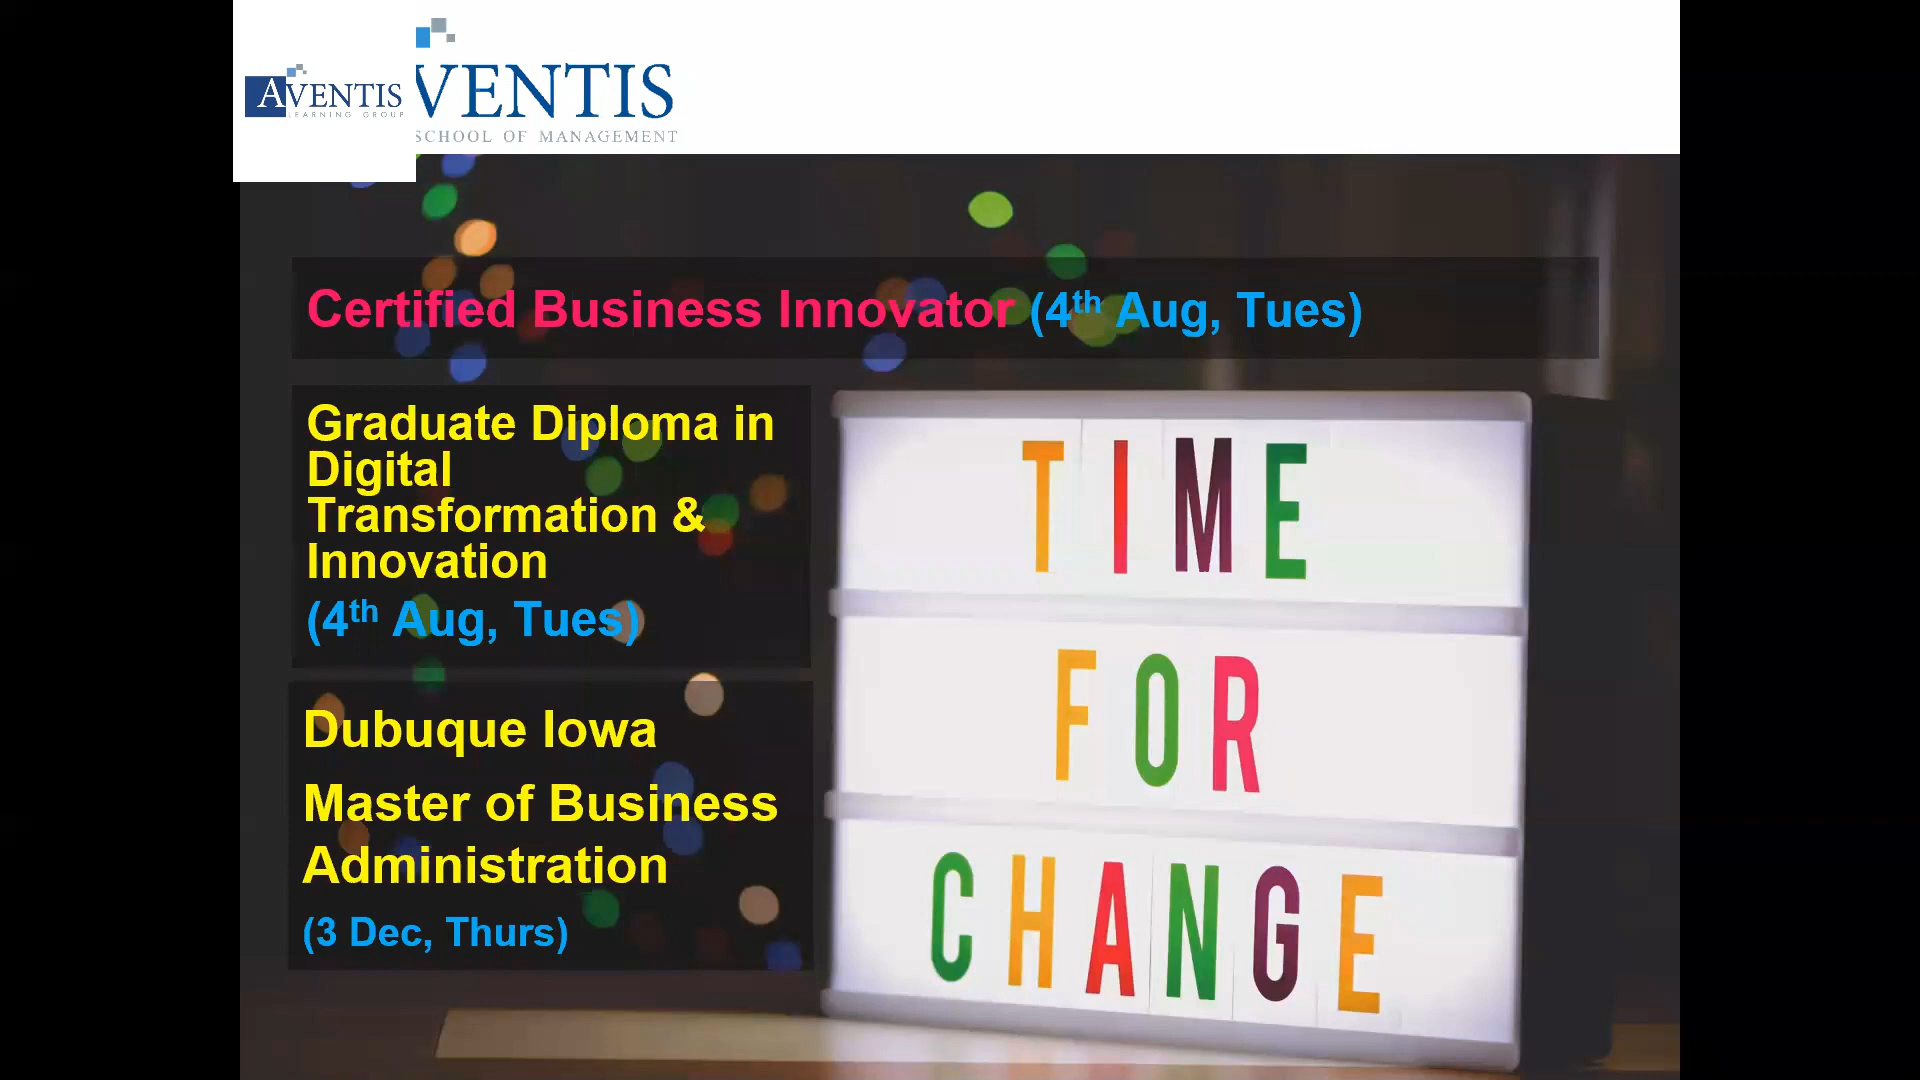 AVENTIS
LEARNING GROUP
VENTIS
SCHOOL OF MANAGEMENT
Certified Business Innovator (4th Aug, Tues)
Graduate Diploma in
Digital
Transformation &
Innovation
(4th Aug, Tues)
Dubuque Iowa
Master of Business
Administration
(3 Dec, Thurs)
TIME
FOR
CHANGE